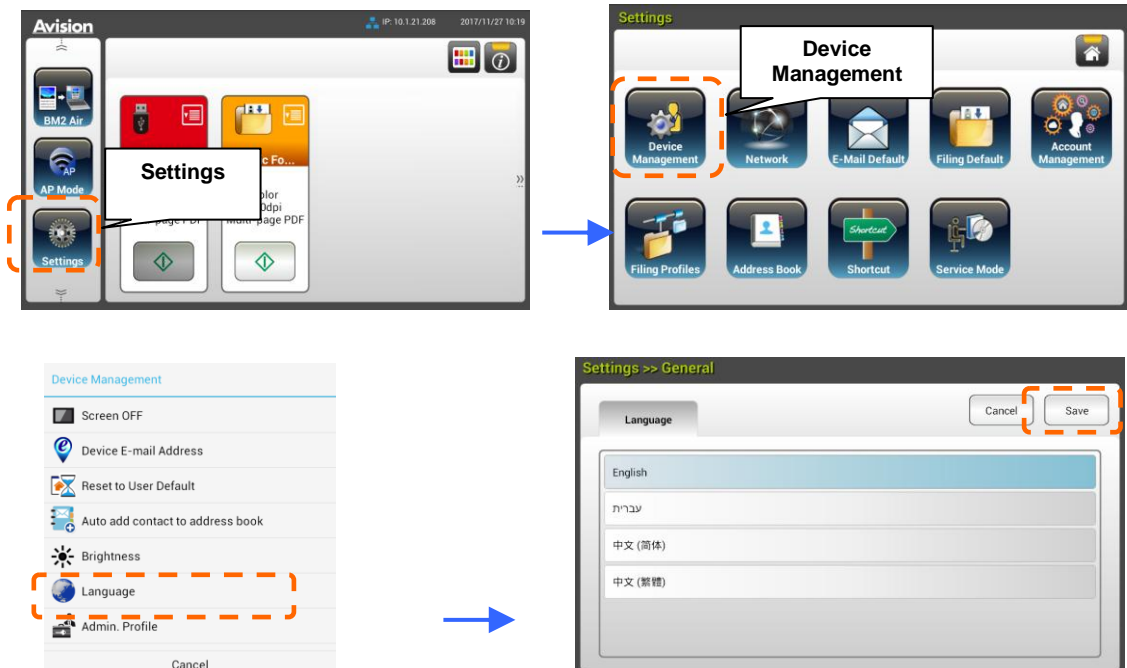 Avision
IP: 10.1.21.208
2017/11/27 10:19
BM2 Air
AP Mode
AP
Settings
Settings
c Fo...
olor
0dpi
Multi-page PDF
page PDF
Settings
Device
Management
Device
Management
Network
E-Mail Default
Filing Default
Account
Management
Filing Profiles
Address Book
Shortcut
Shortcut
Service Mode
Device Management
Screen OFF
Device E-mail Address
Reset to User Default
Auto add contact to address book
Brightness
Language
Admin. Profile
Cancel
Settings >> General
Language
Cancel
Save
English
עברית
中文 (简体)
中文 (繁體)